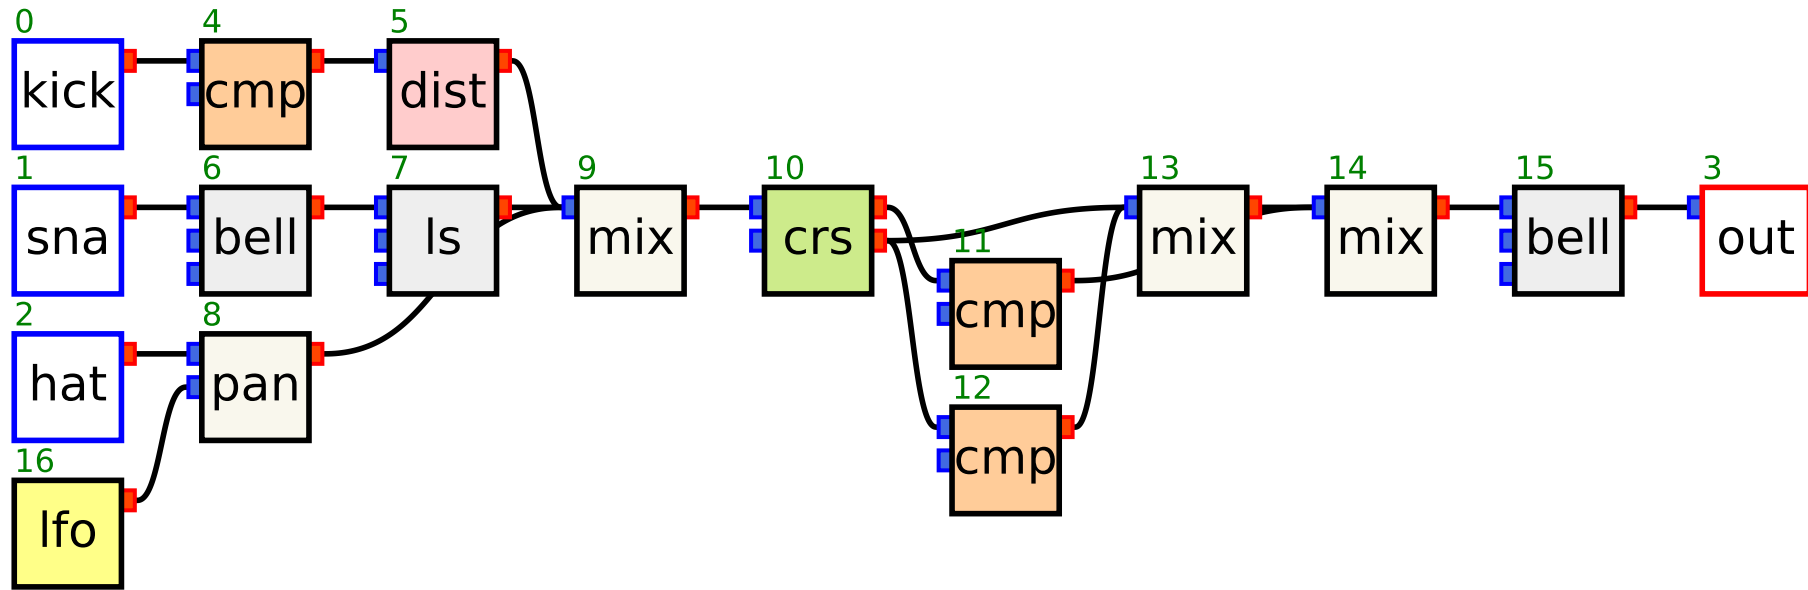 0 4 5
kick cmp dist
1 6 7 9 10 13 14 15 3
sna bell ls mix crs mix mix bell out
11
2 8
hat pan cmp
12
16
lfo cmp